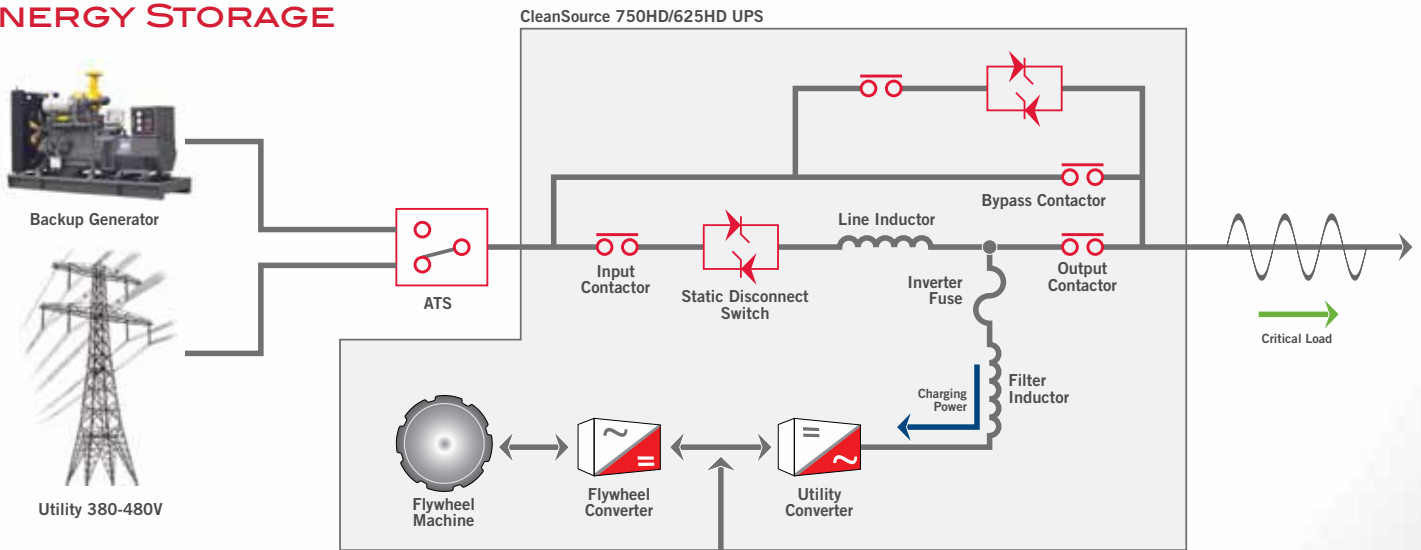 NERGY STORAGE
CleanSource 750HD/625HD UPS
Backup Generator
Utility 380-480V
ATS
Input
Contactor
Static Disconnect
Switch
Line Inductor
Bypass Contactor
Output
Contactor
Inverter
Fuse
Filter
Inductor
Charging
Power
Critical Load
Flywheel
Machine
Flywheel
Converter
Utility
Converter